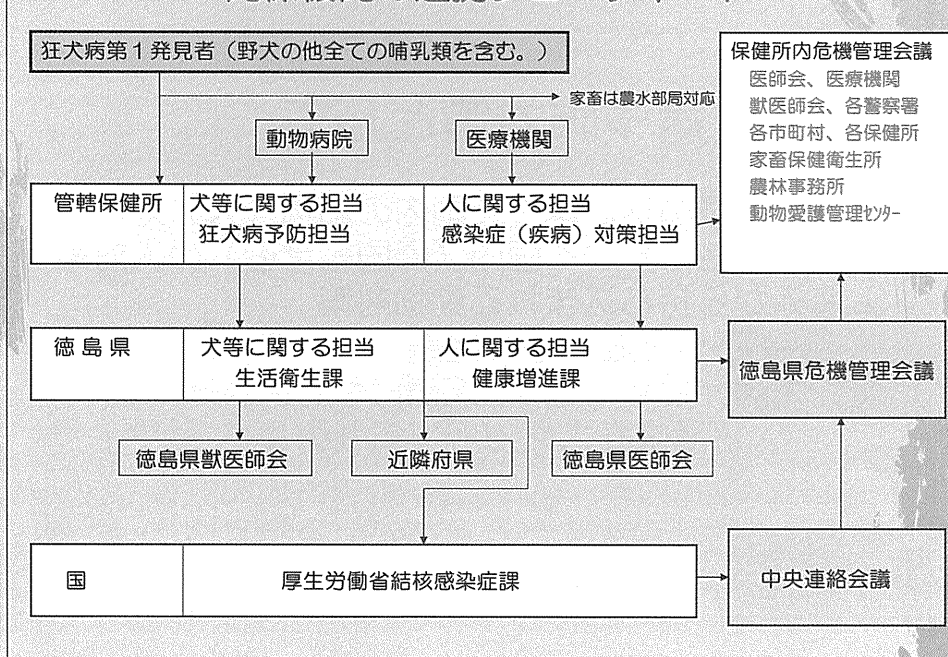 狂犬病第1発見者（野犬の他全ての哺乳類を含む。）
家畜は農水部局対応
動物病院
医療機関
保健所内危機管理会議
医師会、医療機関
獣医師会、各警察署
各市町村、各保健所
家畜保健衛生所
農林事務所
動物愛護管理ｾﾝﾀｰ
管轄保健所
犬等に関する担当
狂犬病予防担当
人に関する担当
感染症（疾病）対策担当
徳島県
犬等に関する担当
生活衛生課
人に関する担当
健康増進課
徳島県危機管理会議
徳島県獣医師会
近隣府県
徳島県医師会
国
厚生労働省結核感染症課
中央連絡会議